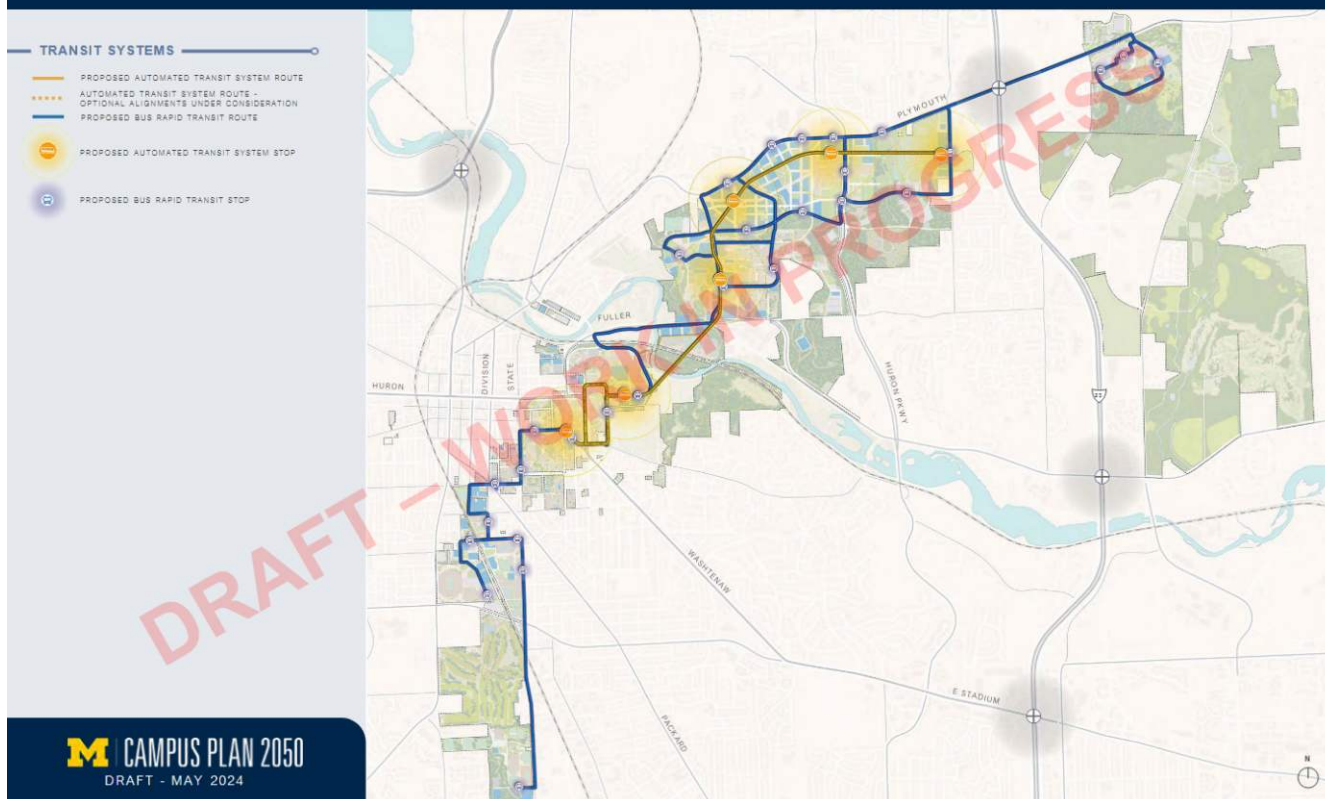 TRANSIT SYSTEMS
PROPOSED AUTOMATED TRANSIT SYSTEM ROUTE
AUTOMATED TRANSIT SYSTEM ROUTE -
OPTIONAL ALIGNMENTS UNDER CONSIDERATION
PROPOSED BUS RAPID TRANSIT ROUTE
PROPOSED AUTOMATED TRANSIT SYSTEM STOP
PROPOSED BUS RAPID TRANSIT STOP
PLYMOUTH
FULLER
DIVISION
STATE
HURON
HURON PKWY
23
WASHTENAW
PACKARD
E STADIUM
DRAFT – WORK IN PROGRESS
M CAMPUS PLAN 2050
DRAFT - MAY 2024
N